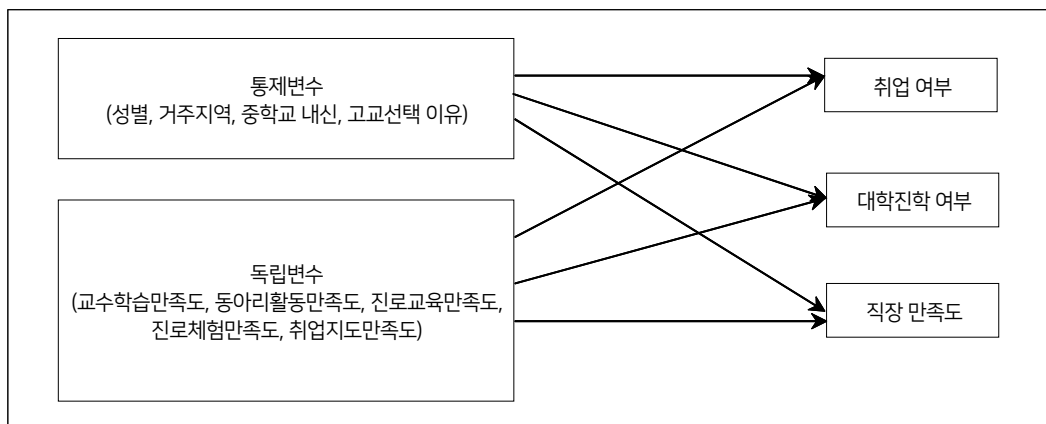 통제변수
(성별, 거주지역, 중학교 내신, 고교선택 이유)
취업 여부
대학진학 여부
독립변수
(교수학습만족도, 동아리활동만족도, 진로교육만족도,
진로체험만족도, 취업지도만족도)
직장 만족도